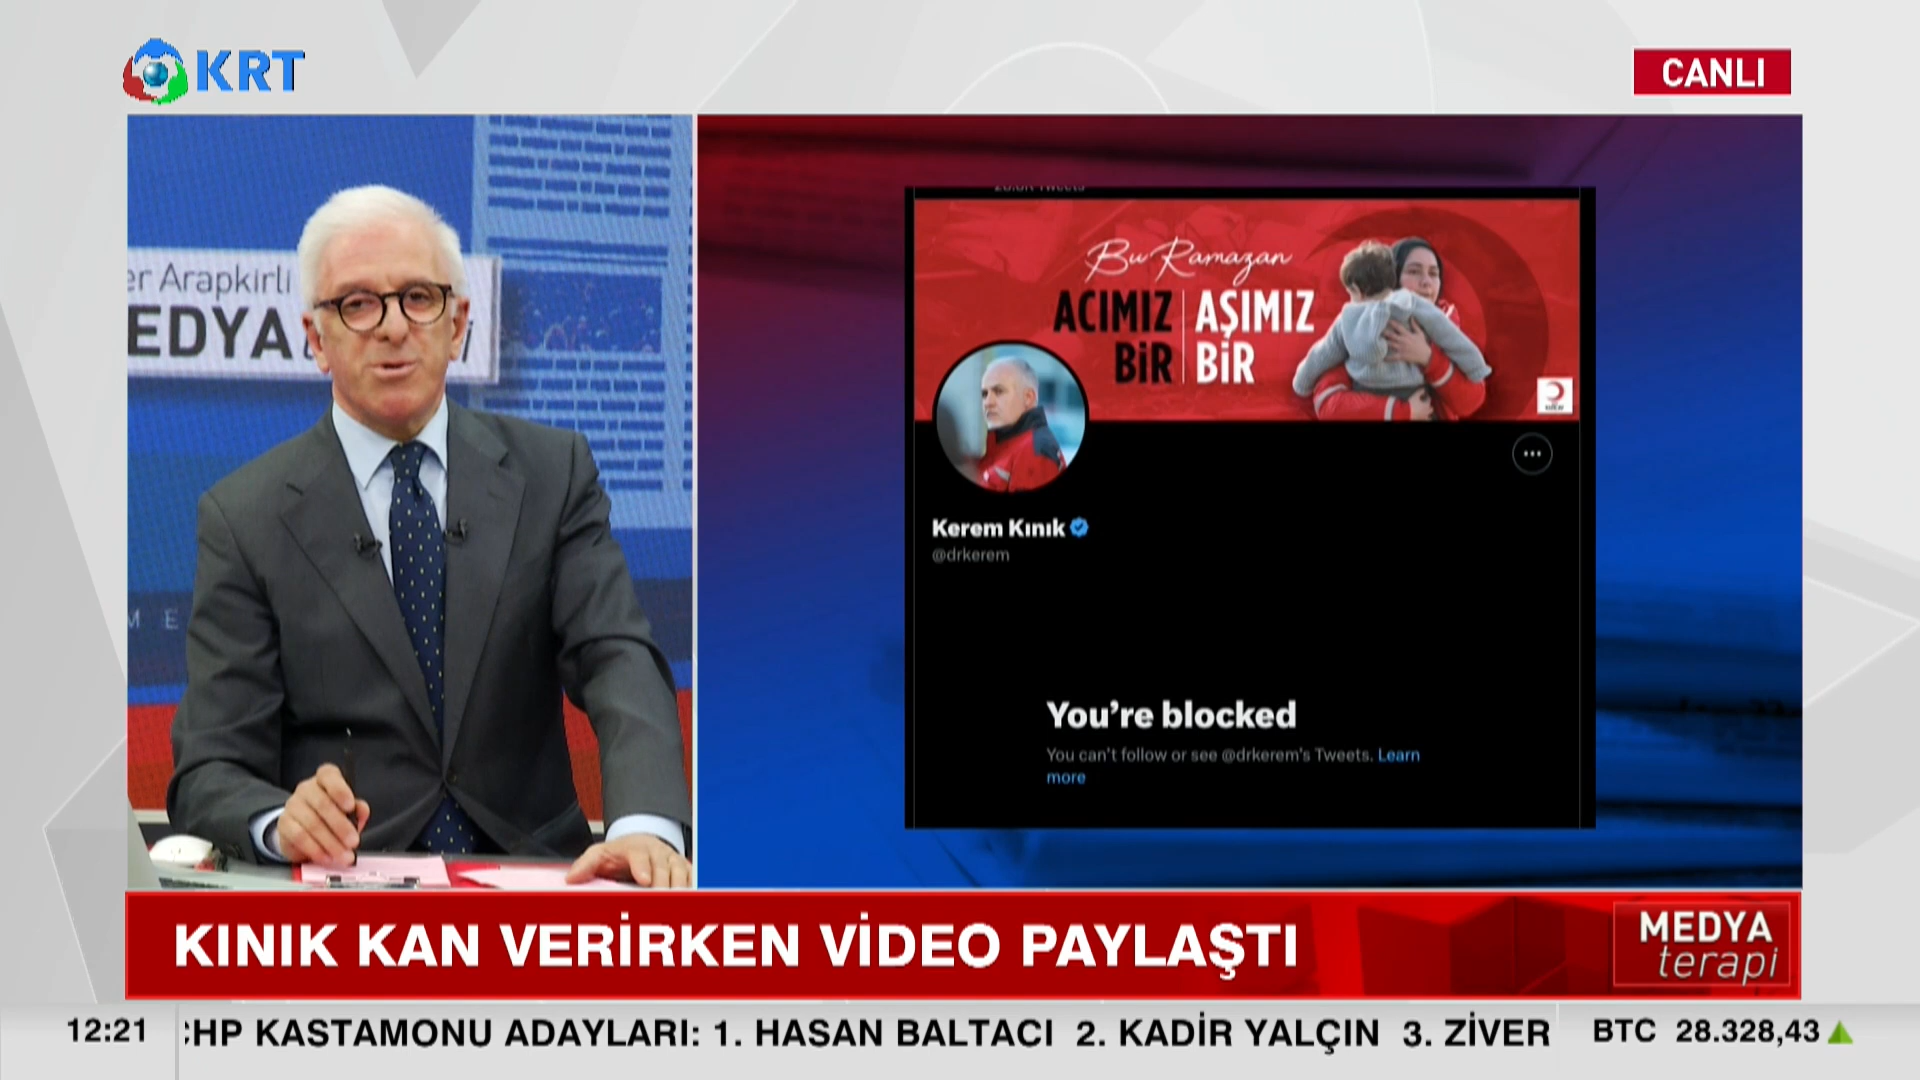 KRT
CANLI
er Arapkirli
EDYA
M E
Bu Ramazan
ACIMIZ BİR
AŞIMIZ BİR
Kerem Kınık
@drkerem
You're blocked
You can't follow or see @drkerem's Tweets. Learn
more
KINIK KAN VERİRKEN VİDEO PAYLAŞTI
MEDYA
terapi
12:21
CHP KASTAMONU ADAYLARI: 1. HASAN BALTACI 2. KADİR YALÇIN 3. ZİVER
BTC 28.328,43